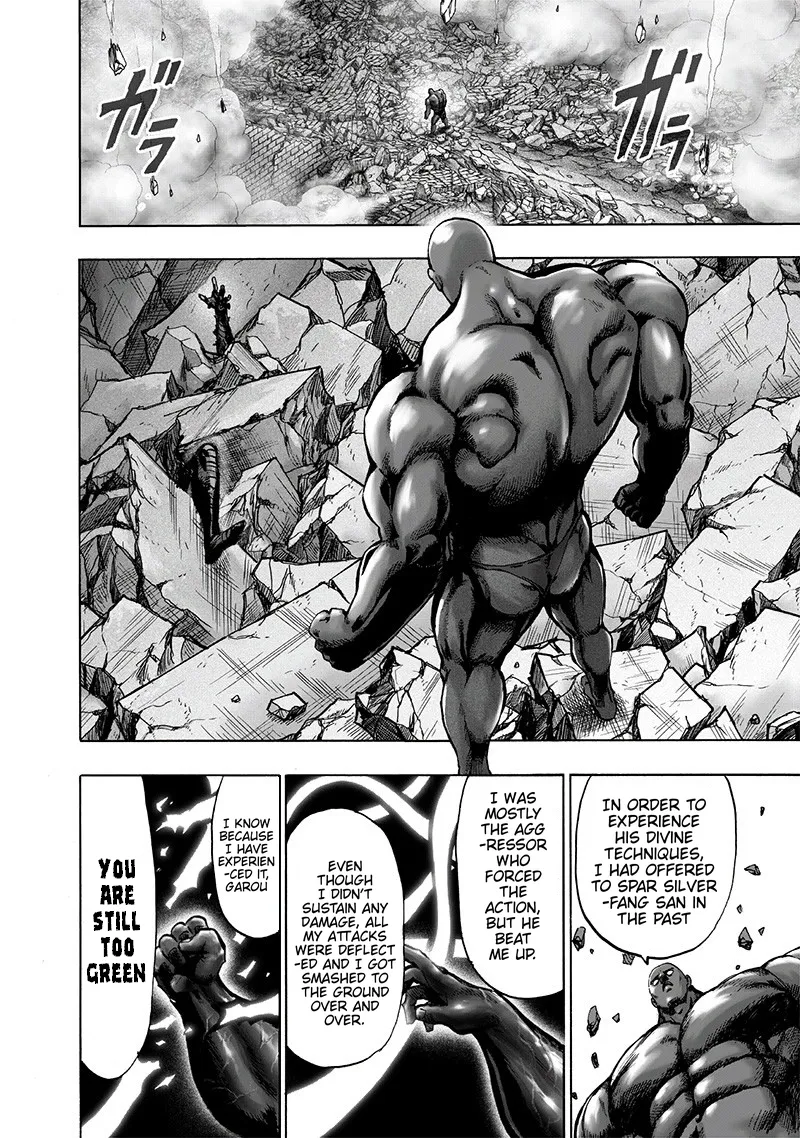 ガラ
ガラ
IN ORDER TO
EXPERIENCE
HIS DIVINE
TECHNIQUES,
I HAD OFFERED
TO SPAR SILVER
-FANG SAN IN
THE PAST
I WAS
MOSTLY
THE AGG
-RESSOR
WHO
FORCED
THE
ACTION,
BUT HE
BEAT
ME UP.
EVEN
THOUGH
I DIDN'T
SUSTAIN ANY
DAMAGE, ALL
MY ATTACKS
WERE DEFLECT
-ED AND I GOT
SMASHED TO
THE GROUND
OVER AND
OVER.
I KNOW
BECAUSE
I HAVE
EXPERIEN
-CED IT,
GAROU
YOU
ARE
STILL
TOO
GREEN